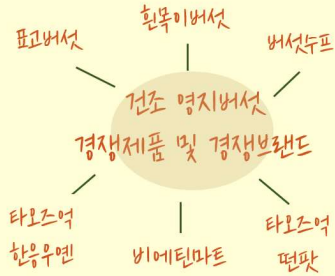 흰목이버섯
표고버섯
버섯수프
건조 영지버섯
경쟁제품 및 경쟁브랜드
타오즈억
한응우옌
비에틴마트
타오즈억
떤팟